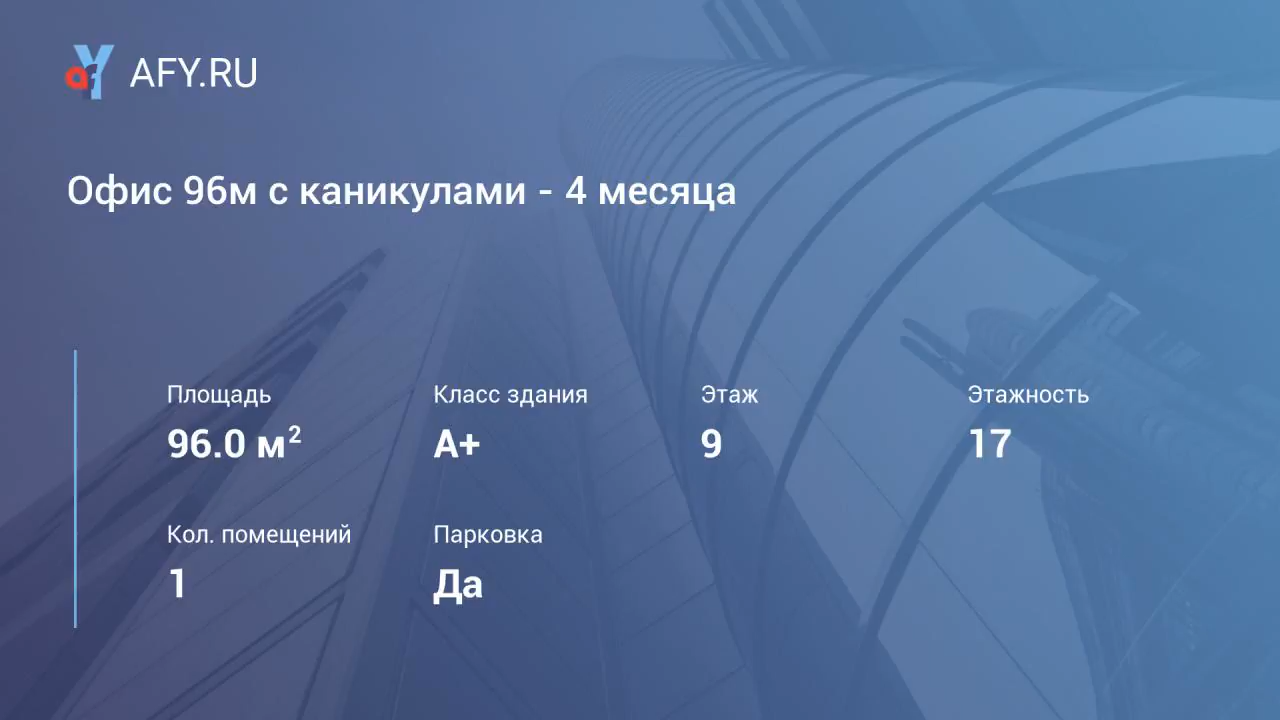 AFY.RU
Офис 96м с каникулами - 4 месяца
Площадь
96.0 м²
Класс здания
A+
Этаж
9
Этажность
17
Кол. помещений
1
Парковка
Да